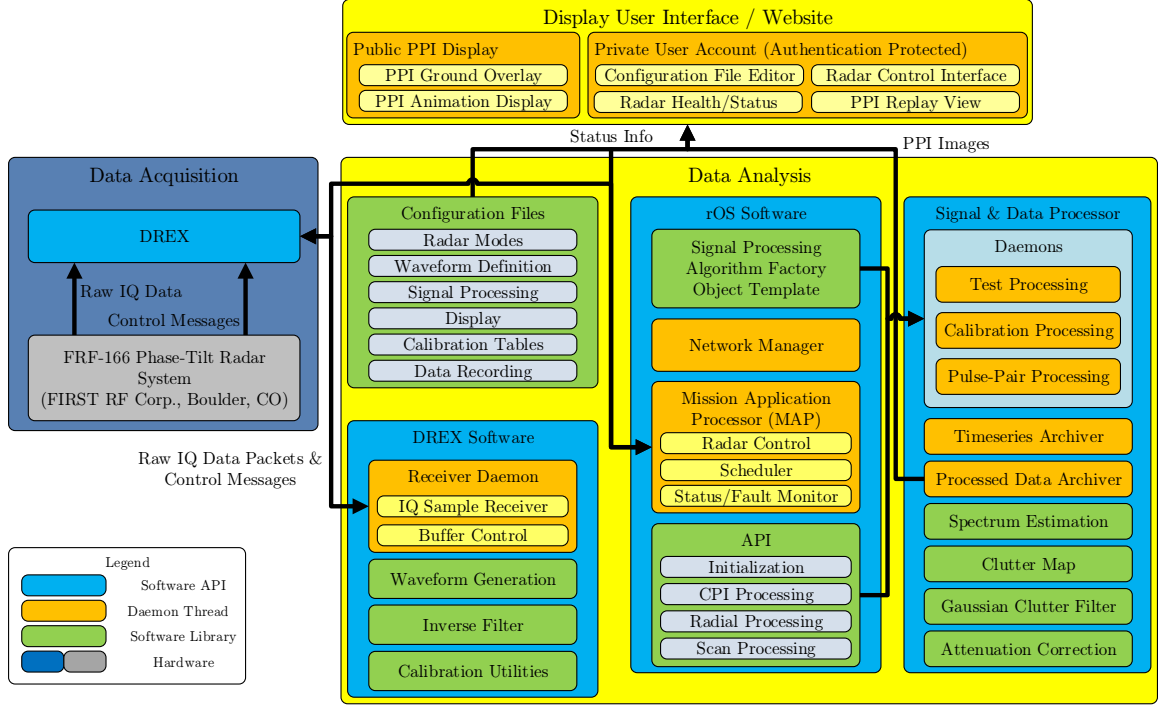 Display User Interface / Website
Public PPI Display
PPI Ground Overlay
PPI Animation Display
Private User Account (Authentication Protected)
Configuration File Editor
Radar Control Interface
Radar Health/Status
PPI Replay View
Status Info
PPI Images
Data Acquisition
DREX
Raw IQ Data
Control Messages
FRF-166 Phase-Tilt Radar
System
(FIRST RF Corp., Boulder, CO)
Raw IQ Data Packets &
Control Messages
Data Analysis
Configuration Files
Radar Modes
Waveform Definition
Signal Processing
Display
Calibration Tables
Data Recording
DREX Software
Receiver Daemon
IQ Sample Receiver
Buffer Control
Waveform Generation
Inverse Filter
Calibration Utilities
rOS Software
Signal Processing
Algorithm Factory
Object Template
Network Manager
Mission Application
Processor (MAP)
Radar Control
Scheduler
Status/Fault Monitor
API
Initialization
CPI Processing
Radial Processing
Scan Processing
Signal & Data Processor
Daemons
Test Processing
Calibration Processing
Pulse-Pair Processing
Timeseries Archiver
Processed Data Archiver
Spectrum Estimation
Clutter Map
Gaussian Clutter Filter
Attenuation Correction
Legend
Software API
Daemon Thread
Software Library
Hardware